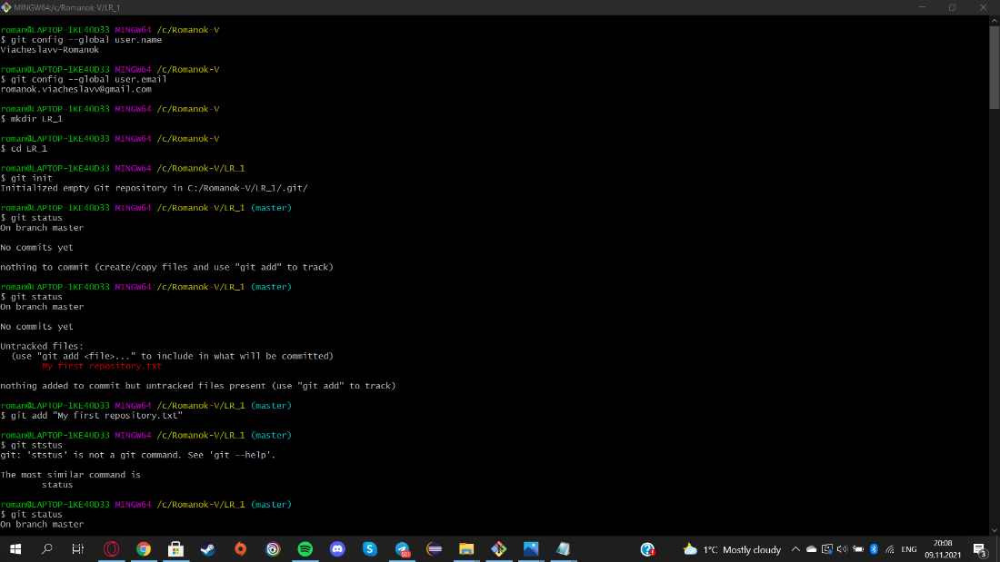 MINGW64:/c/Romanok-V/LR_1
roman@LAPTOP-1KE40D33 MINGW64 /c/Romanok-V
$ git config --global user.name
Viacheslavv-Romanok
roman@LAPTOP-1KE40D33 MINGW64 /c/Romanok-V
$ git config --global user.email
romanok.viacheslavv@gmail.com
roman@LAPTOP-1KE40D33 MINGW64 /c/Romanok-V
$ mkdir LR_1
roman@LAPTOP-1KE40D33 MINGW64 /c/Romanok-V
$ cd LR_1
roman@LAPTOP-1KE40D33 MINGW64 /c/Romanok-V/LR_1
$ git init
Initialized empty Git repository in C:/Romanok-V/LR_1/.git/
roman@LAPTOP-1KE40D33 MINGW64 /c/Romanok-V/LR_1 (master)
$ git status
On branch master
No commits yet
nothing to commit (create/copy files and use "git add" to track)
roman@LAPTOP-1KE40D33 MINGW64 /c/Romanok-V/LR_1 (master)
$ git status
On branch master
No commits yet
Untracked files:
(use "git add <file>..." to include in what will be committed)
My first repository.txt
nothing added to commit but untracked files present (use "git add" to track)
roman@LAPTOP-1KE40D33 MINGW64 /c/Romanok-V/LR_1 (master)
$ git add "My first repository.txt"
roman@LAPTOP-1KE40D33 MINGW64 /c/Romanok-V/LR_1 (master)
$ git ststus
git: 'ststus' is not a git command. See 'git --help'.
The most similar command is
status
roman@LAPTOP-1KE40D33 MINGW64 /c/Romanok-V/LR_1 (master)
$ git status
On branch master
1°C Mostly cloudy
ENG
20:08
09.11.2021
3